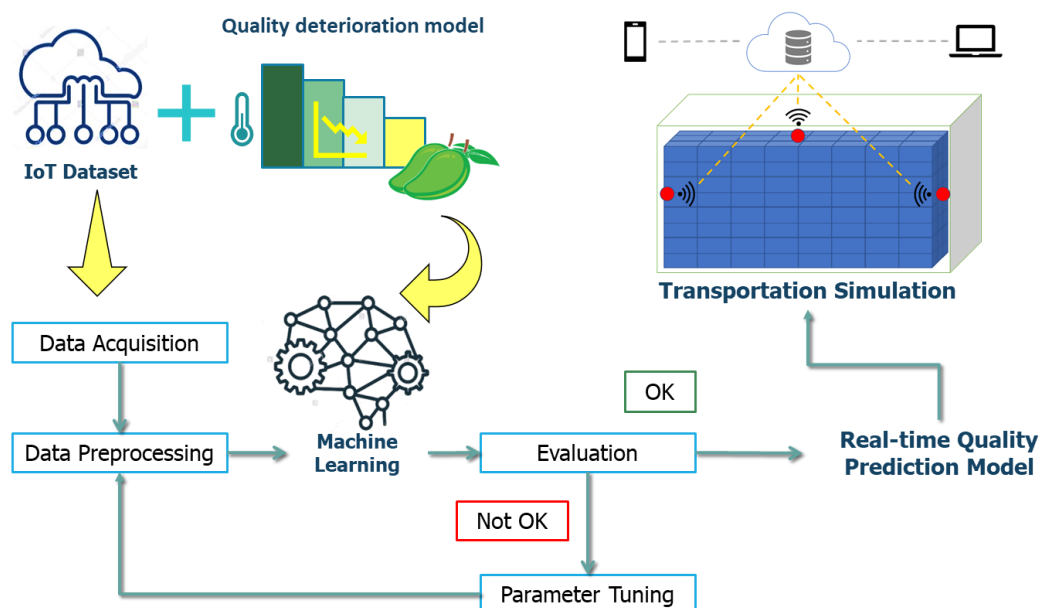 Quality deterioration model
IoT Dataset
Transportation Simulation
Data Acquisition
OK
Data Preprocessing
Machine
Learning
Evaluation
Real-time Quality
Prediction Model
Not OK
Parameter Tuning